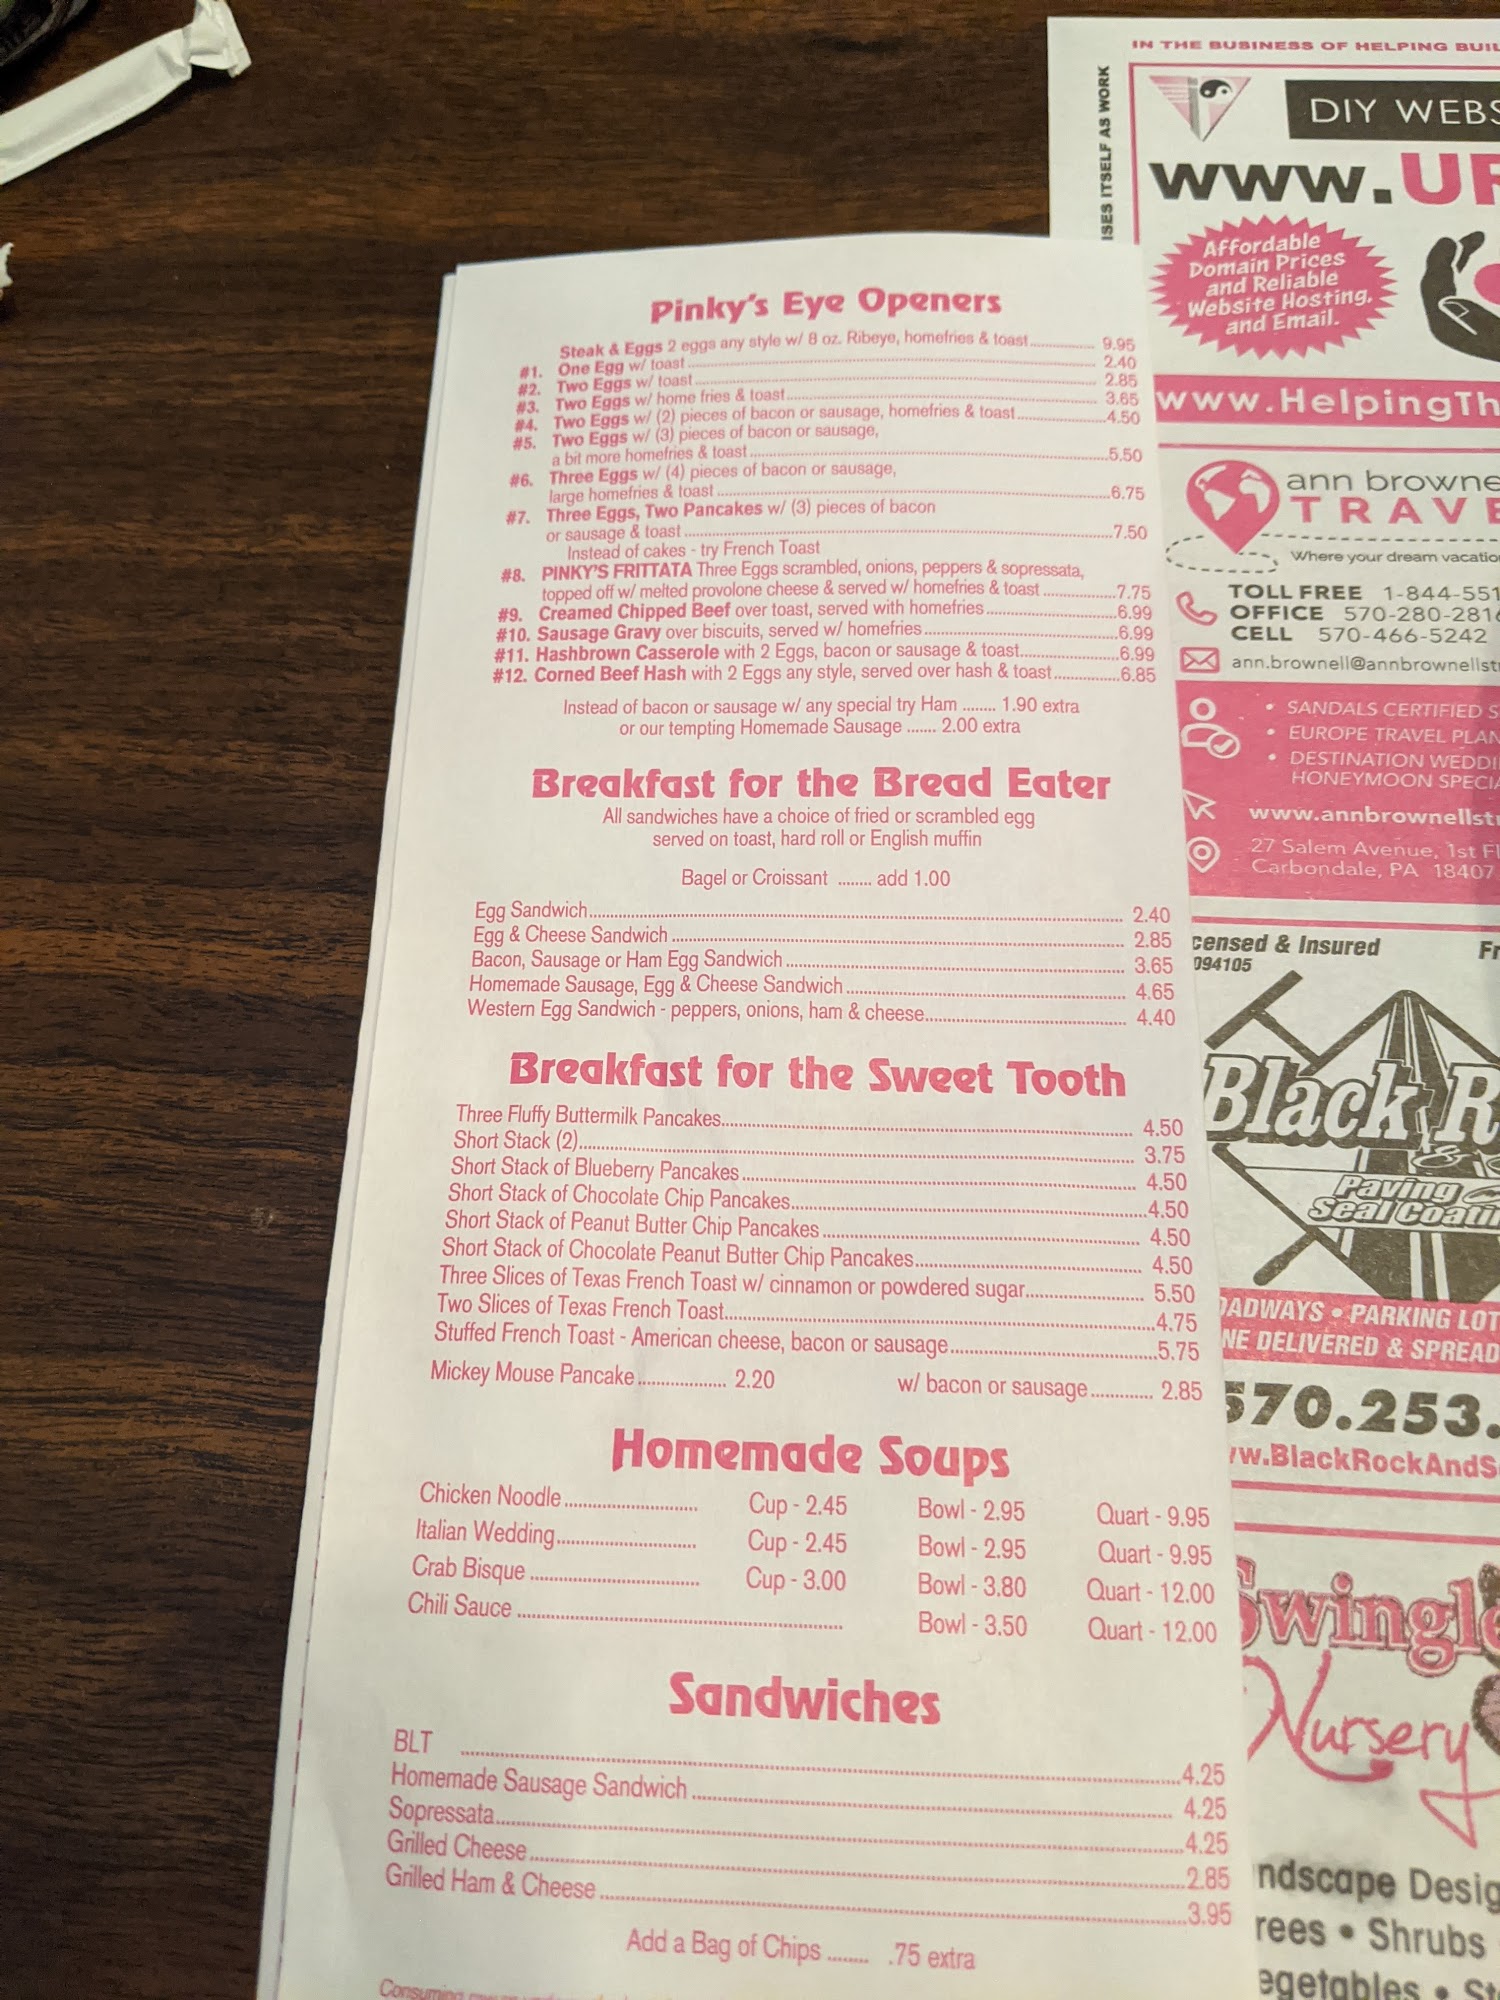 Pinky's Eye Openers
Steak & Eggs 2 eggs any style w/ 8 oz. Ribeye, homefries & toast 9.95
#1. One Egg w/ toast 2.40
#2. Two Eggs w/ toast 2.85
#3. Two Eggs w/ home fries & toast 3.65
#4. Two Eggs w/ (2) pieces of bacon or sausage, homefries & toast 4.50
#5. Two Eggs w/ (3) pieces of bacon or sausage,
a bit more homefries & toast 5.50
#6. Three Eggs w/ (4) pieces of bacon or sausage,
large homefries & toast 6.75
#7. Three Eggs, Two Pancakes w/ (3) pieces of bacon
or sausage & toast 7.50
Instead of cakes - try French Toast
#8. PINKY'S FRITTATA Three Eggs scrambled, onions, peppers & sopressata,
topped off w/ melted provolone cheese & served w/ homefries & toast 7.75
#9. Creamed Chipped Beef over toast, served with homefries 6.99
#10. Sausage Gravy over biscuits, served w/ homefries 6.99
#11. Hashbrown Casserole with 2 Eggs, bacon or sausage & toast 6.99
#12. Corned Beef Hash with 2 Eggs any style, served over hash & toast 6.85
Instead of bacon or sausage w/ any special try Ham ........ 1.90 extra
or our tempting Homemade Sausage ....... 2.00 extra
Breakfast for the Bread Eater
All sandwiches have a choice of fried or scrambled egg
served on toast, hard roll or English muffin
Bagel or Croissant ........ add 1.00
Egg Sandwich 2.40
Egg & Cheese Sandwich 2.85
Bacon, Sausage or Ham Egg Sandwich 3.65
Homemade Sausage, Egg & Cheese Sandwich 4.65
Western Egg Sandwich - peppers, onions, ham & cheese 4.40
Breakfast for the Sweet Tooth
Three Fluffy Buttermilk Pancakes 4.50
Short Stack (2) 3.75
Short Stack of Blueberry Pancakes 4.50
Short Stack of Chocolate Chip Pancakes 4.50
Short Stack of Peanut Butter Chip Pancakes 4.50
Short Stack of Chocolate Peanut Butter Chip Pancakes 4.50
Three Slices of Texas French Toast w/ cinnamon or powdered sugar 5.50
Two Slices of Texas French Toast 4.75
Stuffed French Toast - American cheese, bacon or sausage 5.75
Mickey Mouse Pancake 2.20 w/ bacon or sausage 2.85
Homemade Soups
Chicken Noodle Cup - 2.45 Bowl - 2.95 Quart - 9.95
Italian Wedding Cup - 2.45 Bowl - 2.95 Quart - 9.95
Crab Bisque Cup - 3.00 Bowl - 3.80 Quart - 12.00
Chili Sauce Bowl - 3.50 Quart - 12.00
Sandwiches
BLT 4.25
Homemade Sausage Sandwich 4.25
Sopressata 4.25
Grilled Cheese 2.85
Grilled Ham & Cheese 3.95
Add a Bag of Chips ........ .75 extra
Consuming
IN THE BUSINESS OF HELPING
ITSELF AS WORK
DIY WEBS
www.UR
Affordable
Domain Prices
and Reliable
Website Hosting.
and Email.
www.HelpingTh
ann browne
TRAVE
Where your dream vacatio
TOLL FREE 1-844-551
OFFICE 570-280-2816
CELL 570-466-5242
ann.brownell@annbrownellstr
• SANDALS CERTIFIED S
• EUROPE TRAVEL PLAN
• DESTINATION WEDDI
HONEYMOON SPECIA
www.annbrownellstr
27 Salem Avenue, 1st Fl
Carbondale, PA 18407
censed & Insured Fr
094105
Black R
&
Paving
Seal Coatin
OADWAYS • PARKING LOT
NE DELIVERED & SPREAD
570.253.
w.BlackRockAndS
Swingle
Nursery
ndscape Desig
rees • Shrubs
egetables • St